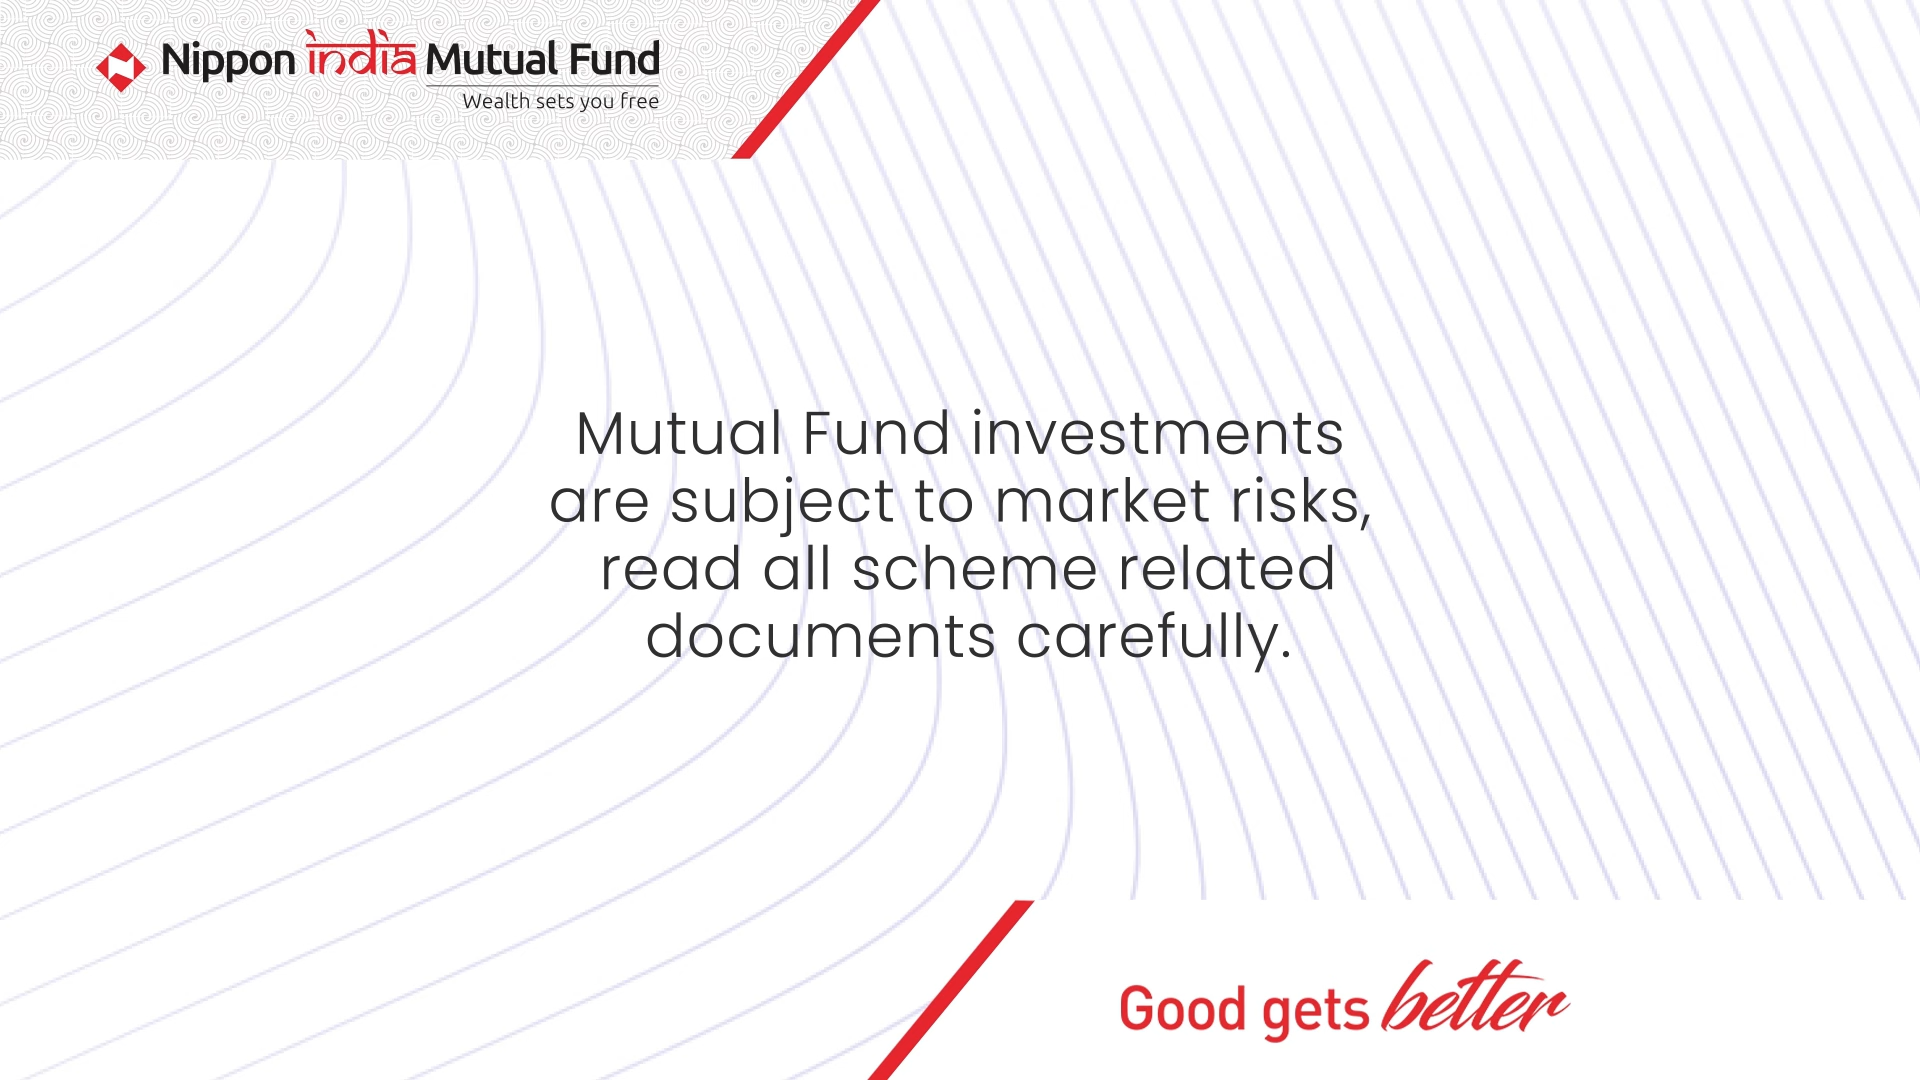 Nippon india Mutual Fund
Wealth sets you free
Mutual Fund investments
are subject to market risks,
read all scheme related
documents carefully.
Good gets better